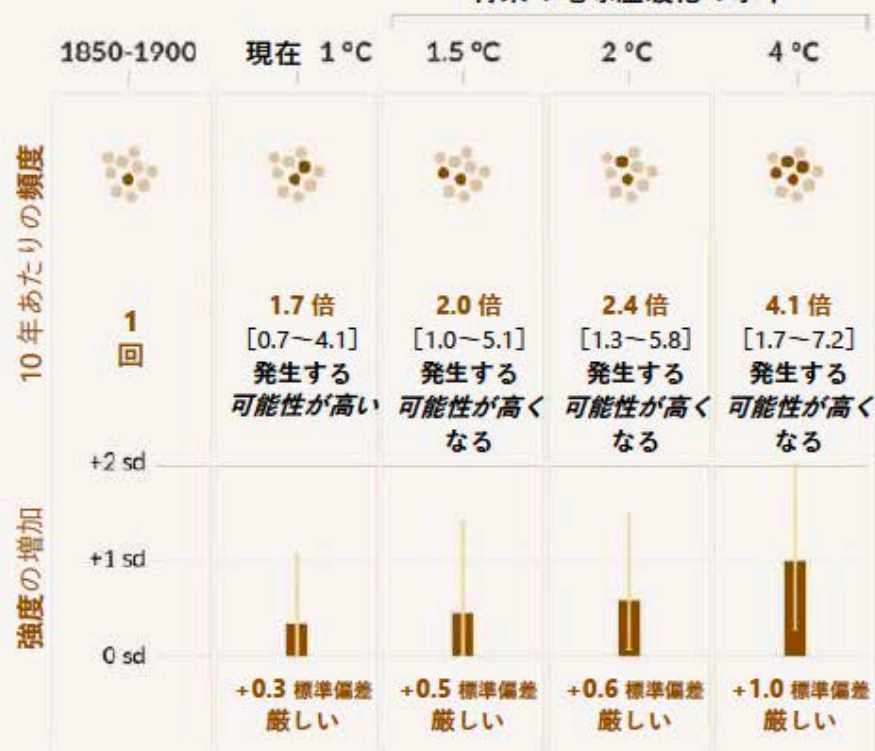 1850-1900
現在 1 °C
1.5 °C
2 °C
4 °C
10 年あたりの頻度
1
回
1.7 倍
[0.7〜4.1]
発生する
可能性が高い
2.0 倍
[1.0〜5.1]
発生する
可能性が高く
なる
2.4 倍
[1.3〜5.8]
発生する
可能性が高く
なる
4.1 倍
[1.7〜7.2]
発生する
可能性が高く
なる
強度の増加
+2 sd
+1 sd
0 sd
+0.3 標準偏差
厳しい
+0.5 標準偏差
厳しい
+0.6 標準偏差
厳しい
+1.0 標準偏差
厳しい